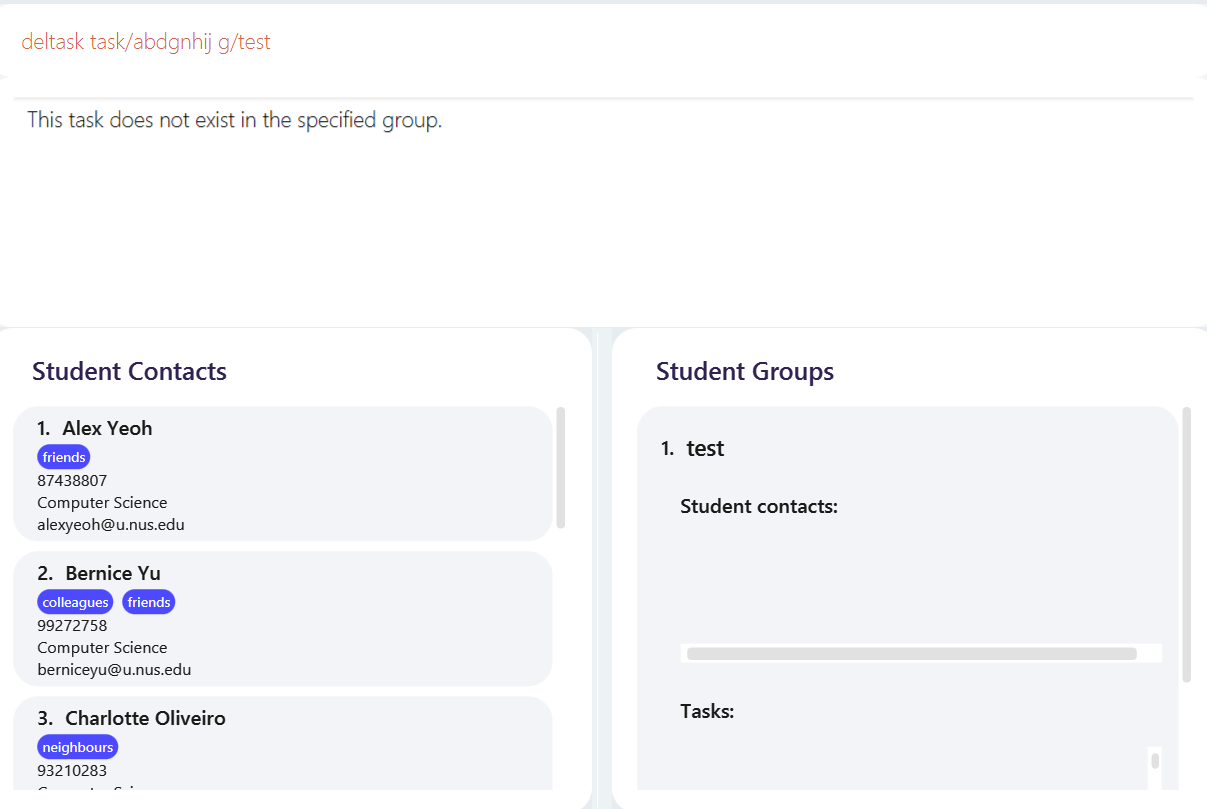 deltask task/abdgnhij g/test
This task does not exist in the specified group.
Student Contacts
1. Alex Yeoh
friends
87438807
Computer Science
alexyeoh@u.nus.edu
2. Bernice Yu
colleagues friends
99272758
Computer Science
berniceyu@u.nus.edu
3. Charlotte Oliveiro
neighbours
93210283
Student Groups
1. test
Student contacts:
Tasks: